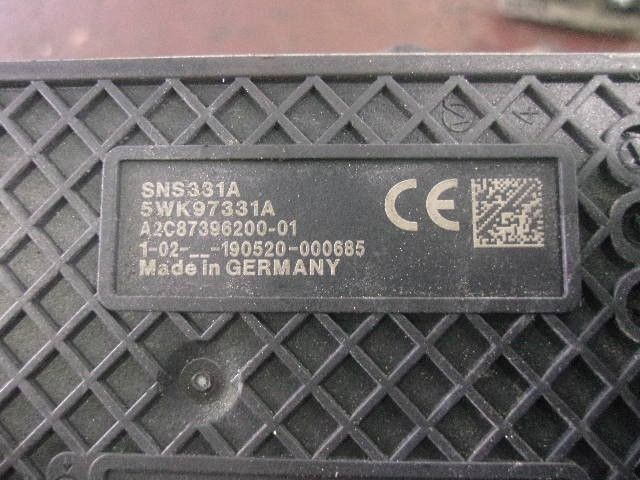 SNS331A
5WK97331A
A2C87396200-01
1-02-__-190520-000685
Made in GERMANY
CE